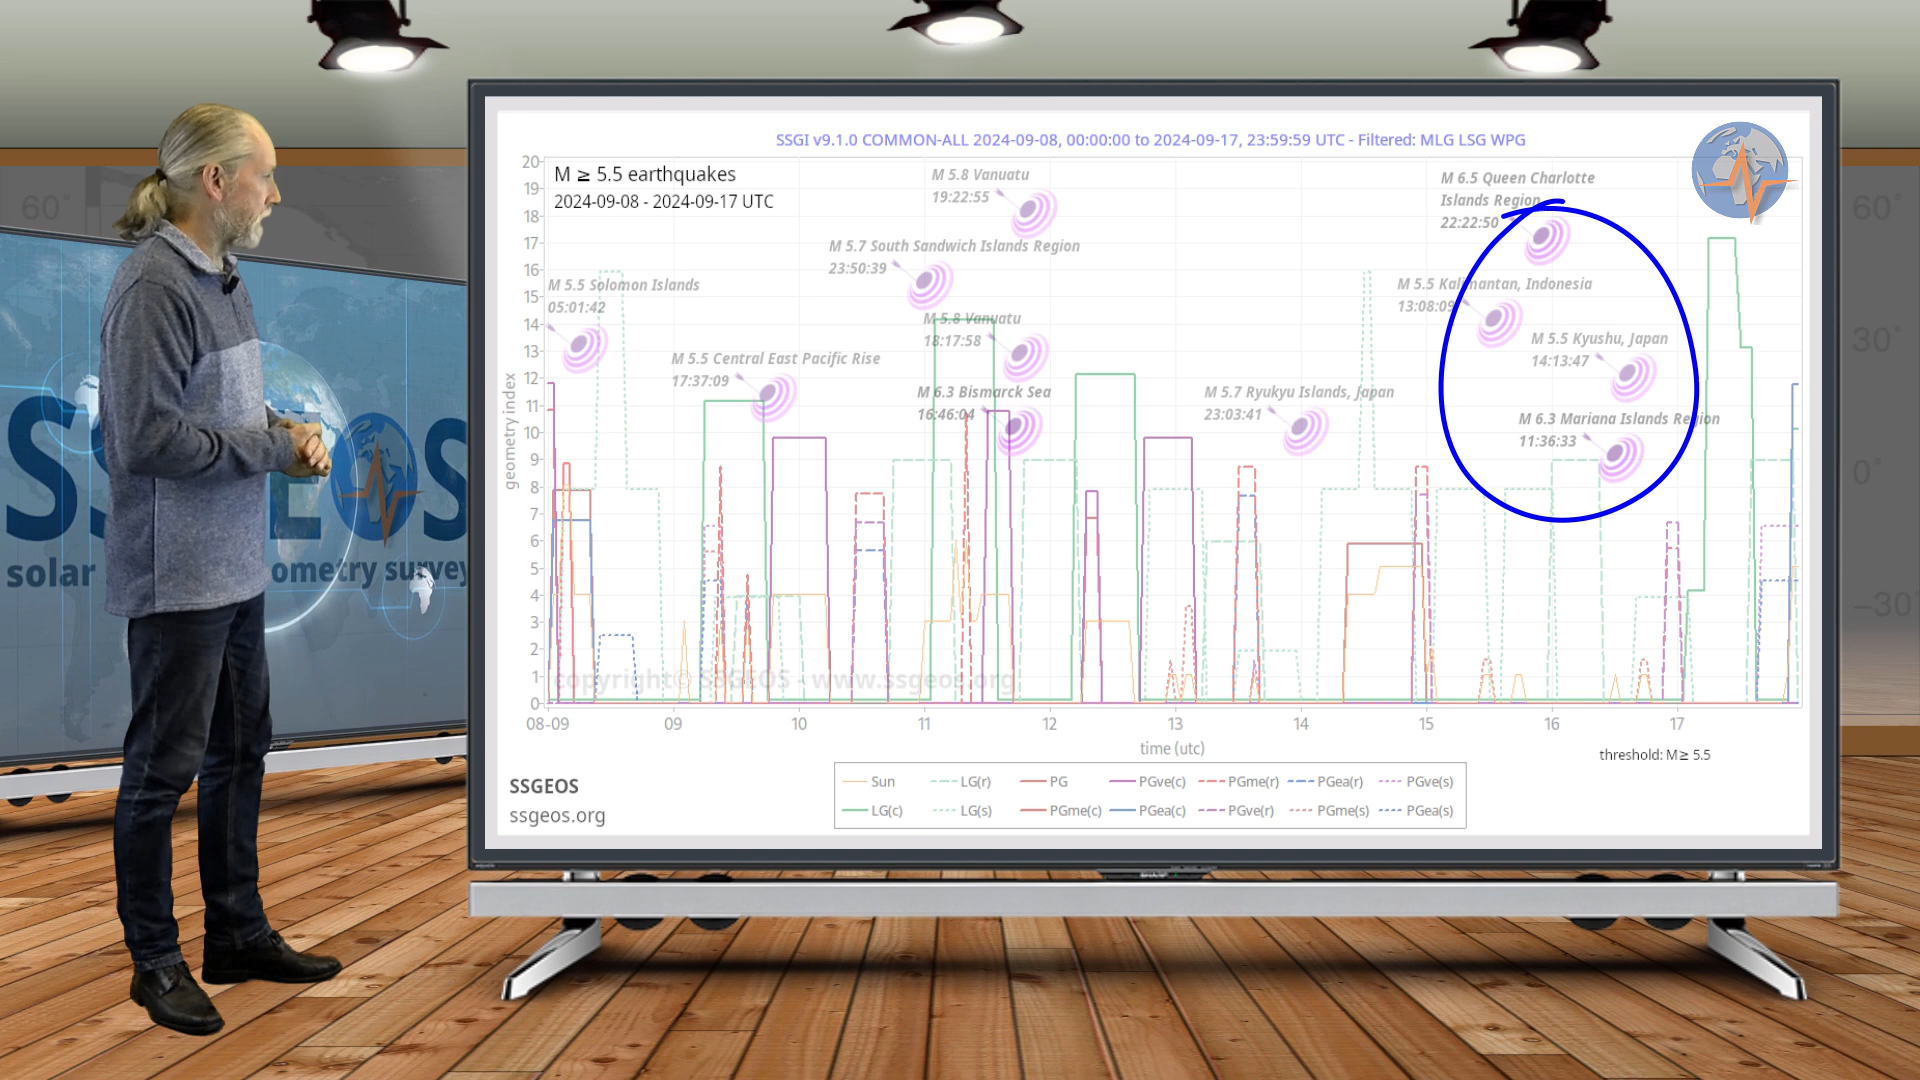 SSGI v9.1.0 COMMON-ALL 2024-09-08, 00:00:00 to 2024-09-17, 23:59:59 UTC - Filtered: MLG LSG WPG
M ≥ 5.5 earthquakes
2024-09-08 - 2024-09-17 UTC
M 5.8 Vanuatu
19:22:55
M 6.5 Queen Charlotte
Islands Region
22:22:50
M 5.7 South Sandwich Islands Region
23:50:39
M 5.5 Solomon Islands
05:01:42
M 5.5 Kalimantan, Indonesia
13:08:09
M 5.8 Vanuatu
18:17:58
M 5.5 Kyushu, Japan
14:13:47
M 5.5 Central East Pacific Rise
17:37:09
M 6.3 Bismarck Sea
16:46:04
M 5.7 Ryukyu Islands, Japan
23:03:41
M 6.3 Mariana Islands Region
11:36:33
geometry index
20
19
18
17
16
15
14
13
12
11
10
9
8
7
6
5
4
3
2
1
0
copyright© SSGEOS - www.ssgeos.org
08-09 09 10 11 12 13 14 15 16 17
time (utc)
threshold: M≥ 5.5
SSGEOS
ssgeos.org
Sun LG(r) PG PGve(c) PGme(r) PGea(r) PGve(s)
LG(c) LG(s) PGme(c) PGea(c) PGve(r) PGme(s) PGea(s)
60°
60°
30°
0°
−30°
solar
ometry survey